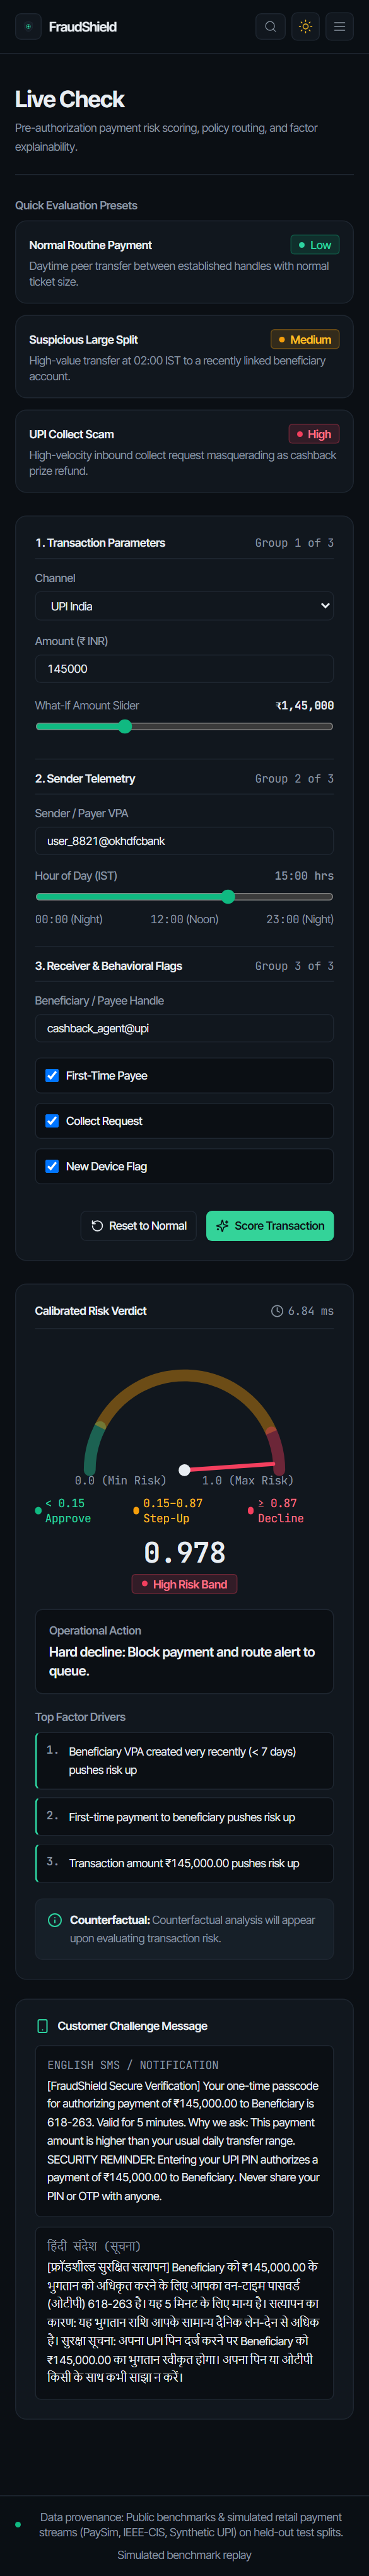 FraudShield
Live Check
Pre-authorization payment risk scoring, policy routing, and factor
explainability.
Quick Evaluation Presets
Normal Routine Payment
Low
Daytime peer transfer between established handles with normal
ticket size.
Suspicious Large Split
Medium
High-value transfer at 02:00 IST to a recently linked beneficiary
account.
UPI Collect Scam
High
High-velocity inbound collect request masquerading as cashback
prize refund.
1. Transaction Parameters
Group 1 of 3
Channel
UPI India
Amount (₹ INR)
145000
What-If Amount Slider
₹1,45,000
2. Sender Telemetry
Group 2 of 3
Sender / Payer VPA
user_8821@okhdfcbank
Hour of Day (IST)
15:00 hrs
00:00 (Night)
12:00 (Noon)
23:00 (Night)
3. Receiver & Behavioral Flags
Group 3 of 3
Beneficiary / Payee Handle
cashback_agent@upi
First-Time Payee
Collect Request
New Device Flag
Reset to Normal
Score Transaction
Calibrated Risk Verdict
6.84 ms
0.0 (Min Risk)
1.0 (Max Risk)
< 0.15
Approve
0.15–0.87
Step-Up
≥ 0.87
Decline
0.978
High Risk Band
Operational Action
Hard decline: Block payment and route alert to
queue.
Top Factor Drivers
1. Beneficiary VPA created very recently (< 7 days)
pushes risk up
2. First-time payment to beneficiary pushes risk up
3. Transaction amount ₹145,000.00 pushes risk up
Counterfactual: Counterfactual analysis will appear
upon evaluating transaction risk.
Customer Challenge Message
ENGLISH SMS / NOTIFICATION
[FraudShield Secure Verification] Your one-time passcode
for authorizing payment of ₹145,000.00 to Beneficiary is
618-263. Valid for 5 minutes. Why we ask: This payment
amount is higher than your usual daily transfer range.
SECURITY REMINDER: Entering your UPI PIN authorizes a
payment of ₹145,000.00 to Beneficiary. Never share your
PIN or OTP with anyone.
हिंदी संदेश (सूचना)
[फ्रॉडशील्ड सुरक्षित सत्यापन] Beneficiary को ₹145,000.00 के
भुगतान को अधिकृत करने के लिए आपका वन-टाइम पासवर्ड
(ओटीपी) 618-263 है। यह 5 मिनट के लिए मान्य है। सत्यापन का
कारण: यह भुगतान राशि आपके सामान्य दैनिक लेन-देन से अधिक
है। सुरक्षा सूचना: अपना UPI पिन दर्ज करने पर Beneficiary को
₹145,000.00 का भुगतान स्वीकृत होगा। अपना पिन या ओटीपी
किसी के साथ कभी साझा न करें।
Data provenance: Public benchmarks & simulated retail payment
streams (PaySim, IEEE-CIS, Synthetic UPI) on held-out test splits.
Simulated benchmark replay